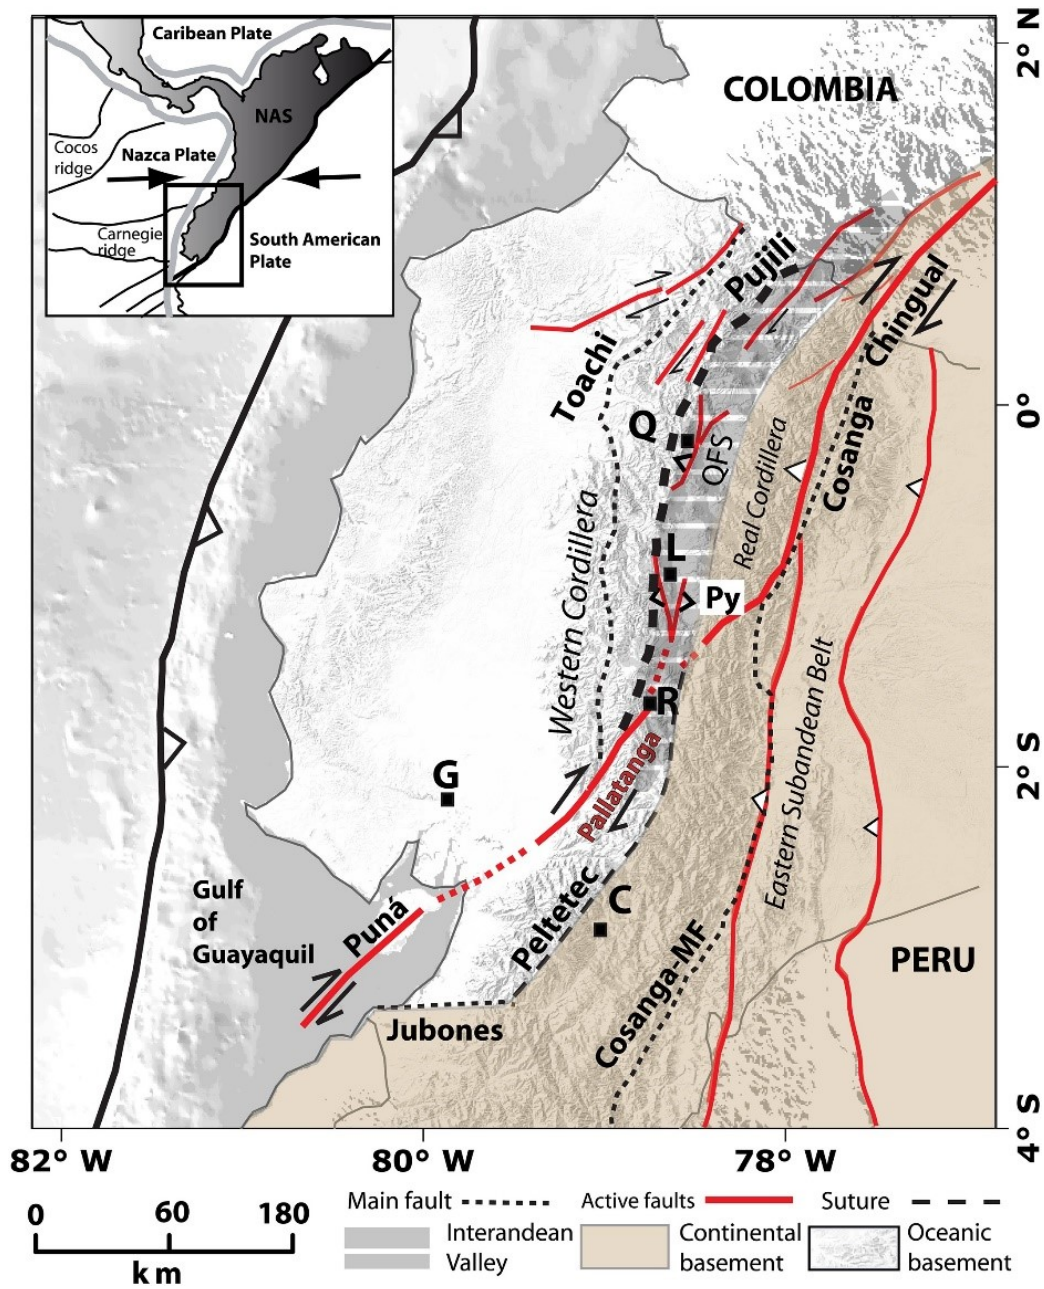 Caribean Plate
NAS
Cocos
ridge
Nazca Plate
Carnegie
ridge
South American
Plate
COLOMBIA
2° N
Pujili
Chingual
Toachi
0°
Q
QFS
Cosanga
Real Cordillera
Western Cordillera
L
Py
R
Eastern Subandean Belt
2° S
Pallatanga
G
Gulf
of
Guayaquil
Puná
Peltetec
C
PERU
Cosanga-MF
Jubones
4° S
82° W
80° W
78° W
0
60
180
km
Main fault
Active faults
Suture
Interandean
Valley
Continental
basement
Oceanic
basement